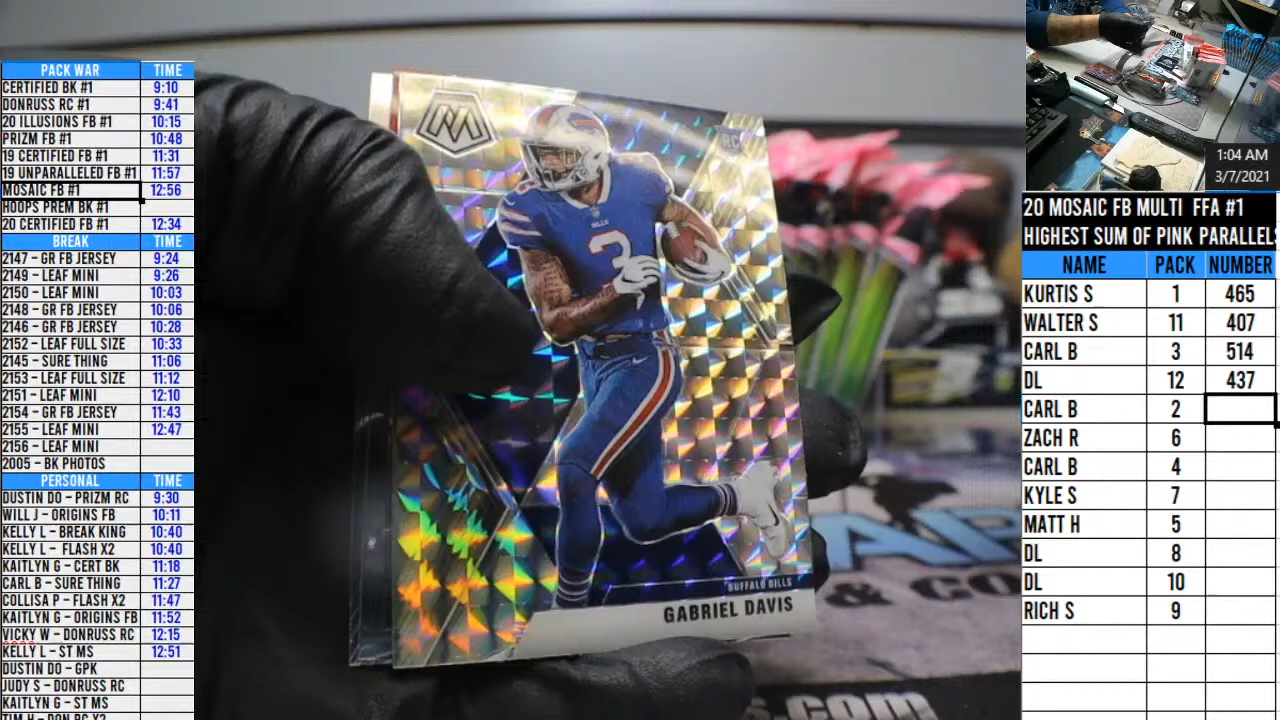 PACK WAR TIME
CERTIFIED BK #1 9:10
DONRUSS RC #1 9:41
20 ILLUSIONS FB #1 10:15
PRIZM FB #1 10:48
19 CERTIFIED FB #1 11:31
19 UNPARALLELED FB #1 11:57
MOSAIC FB #1 12:56
HOOPS PREM BK #1
20 CERTIFIED FB #1 12:34
BREAK TIME
2147 - GR FB JERSEY 9:24
2149 - LEAF MINI 9:26
2150 - LEAF MINI 10:03
2148 - GR FB JERSEY 10:06
2146 - GR FB JERSEY 10:28
2152 - LEAF FULL SIZE 10:33
2145 - SURE THING 11:06
2153 - LEAF FULL SIZE 11:12
2151 - LEAF MINI 12:10
2154 - GR FB JERSEY 11:43
2155 - LEAF MINI 12:47
2156 - LEAF MINI
2005 - BK PHOTOS
PERSONAL TIME
DUSTIN DO - PRIZM RC 9:30
WILL J - ORIGINS FB 10:11
KELLY L - BREAK KING 10:40
KELLY L - FLASH X2 10:40
KAITLYN G - CERT BK 11:18
CARL B - SURE THING 11:27
COLLISA P - FLASH X2 11:47
KAITLYN G - ORIGINS FB 11:52
VICKY W - DONRUSS RC 12:15
KELLY L - ST MS 12:51
DUSTIN DO - GPK
JUDY S - DONRUSS RC
KAITLYN G - ST MS
TIM H - DON RC X2
M
RC
BILLS
3
BUFFALO BILLS
GABRIEL DAVIS
& CO
s.com
1:04 AM
3/7/2021
20 MOSAIC FB MULTI FFA #1
HIGHEST SUM OF PINK PARALLELS
NAME PACK NUMBER
KURTIS S 1 465
WALTER S 11 407
CARL B 3 514
DL 12 437
CARL B 2
ZACH R 6
CARL B 4
KYLE S 7
MATT H 5
DL 8
DL 10
RICH S 9